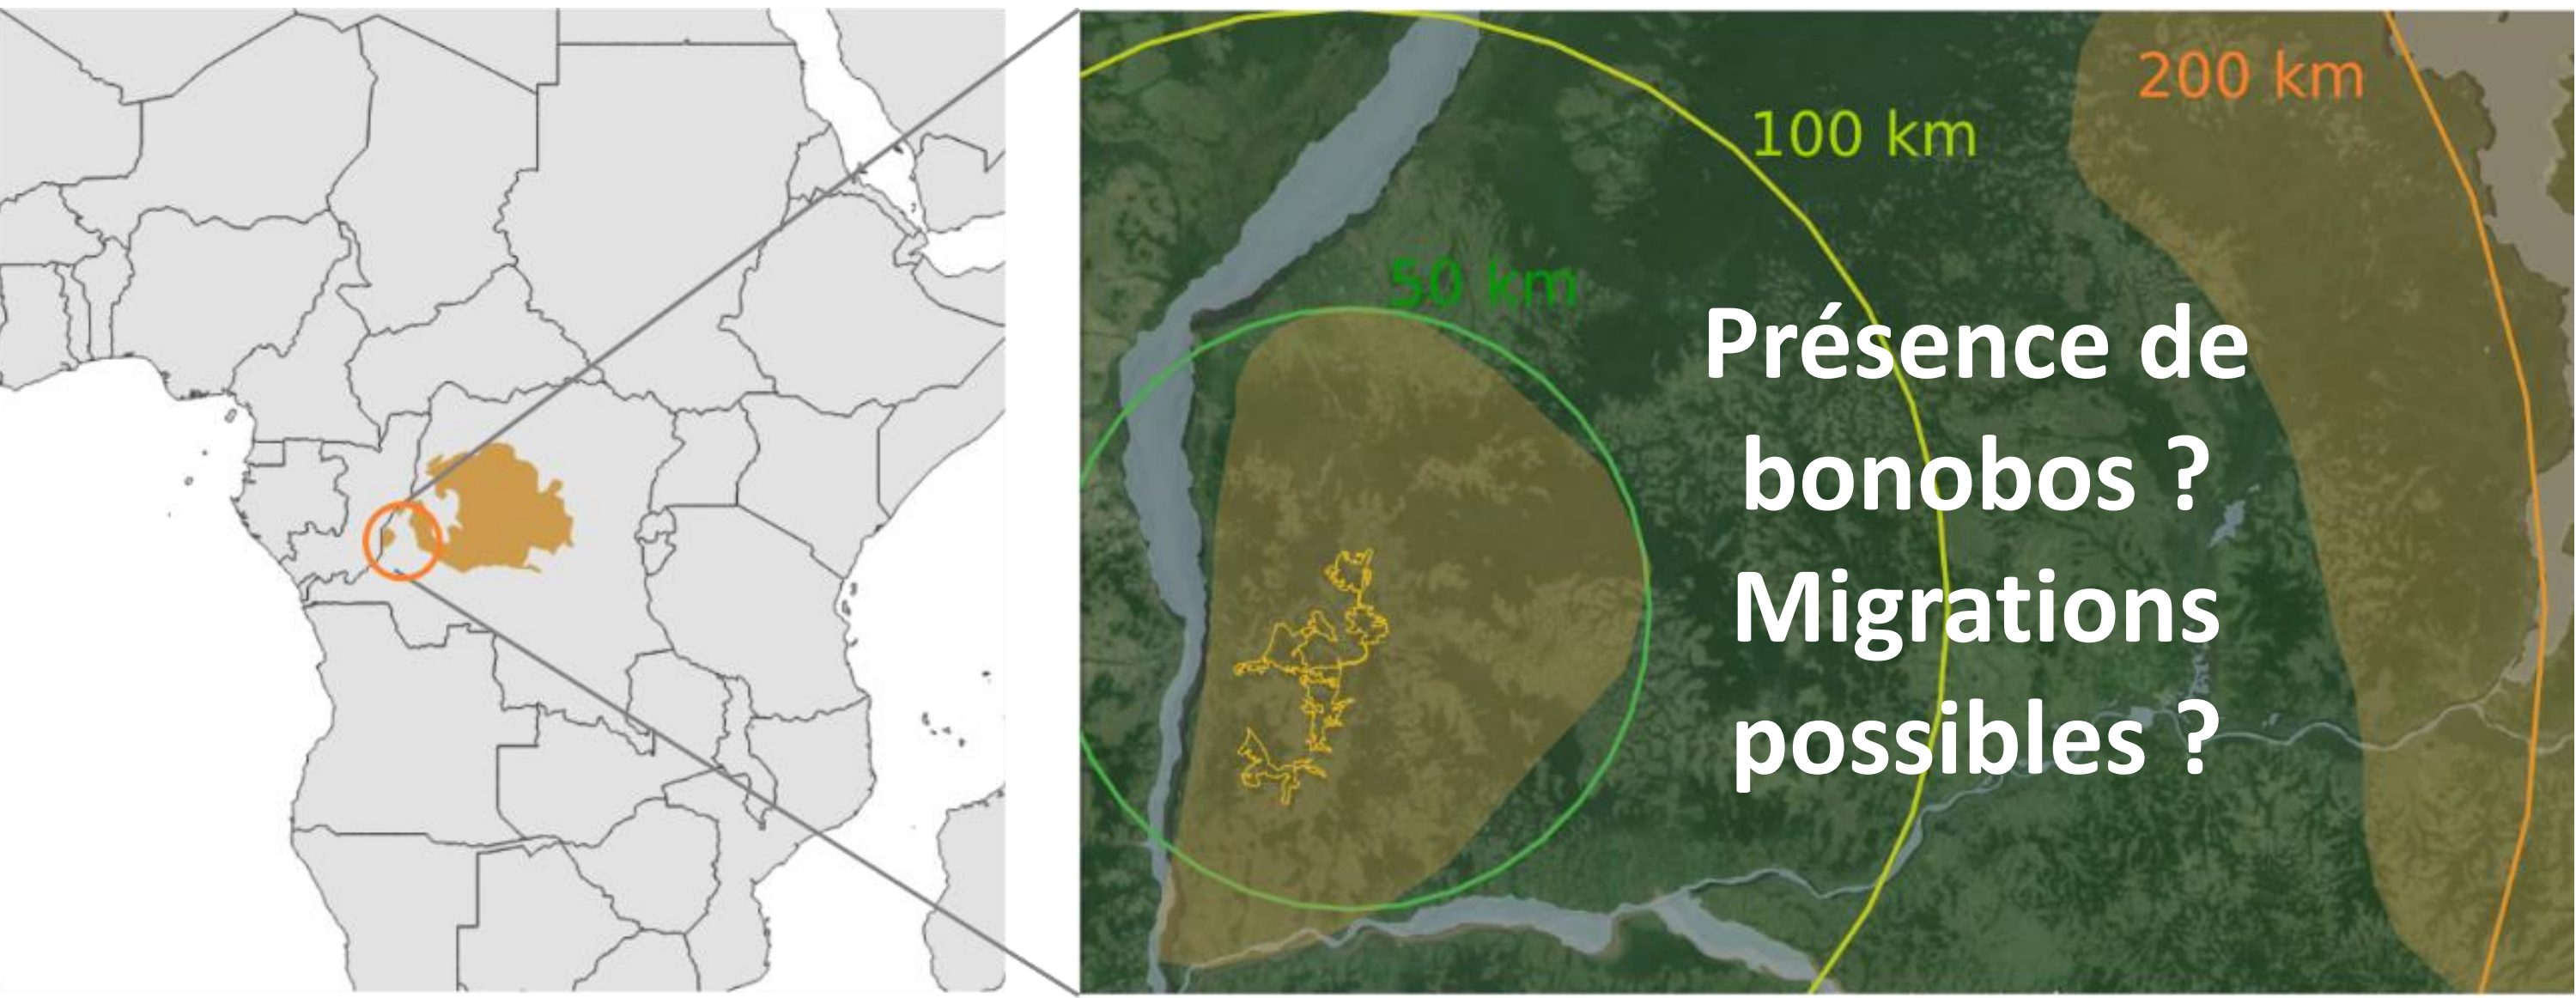 200 km
100 km
50 km
Présence de
bonobos ?
Migrations
possibles ?